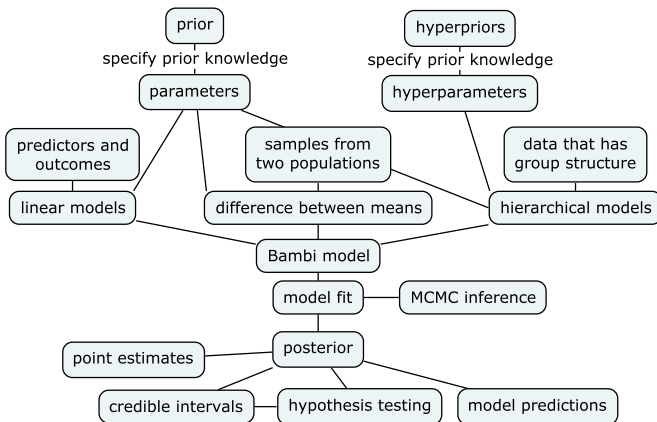 prior
hyperpriors
specify prior knowledge
specify prior knowledge
parameters
hyperparameters
predictors and
outcomes
samples from
two populations
data that has
group structure
linear models
difference between means
hierarchical models
Bambi model
model fit
MCMC inference
point estimates
posterior
credible intervals
hypothesis testing
model predictions